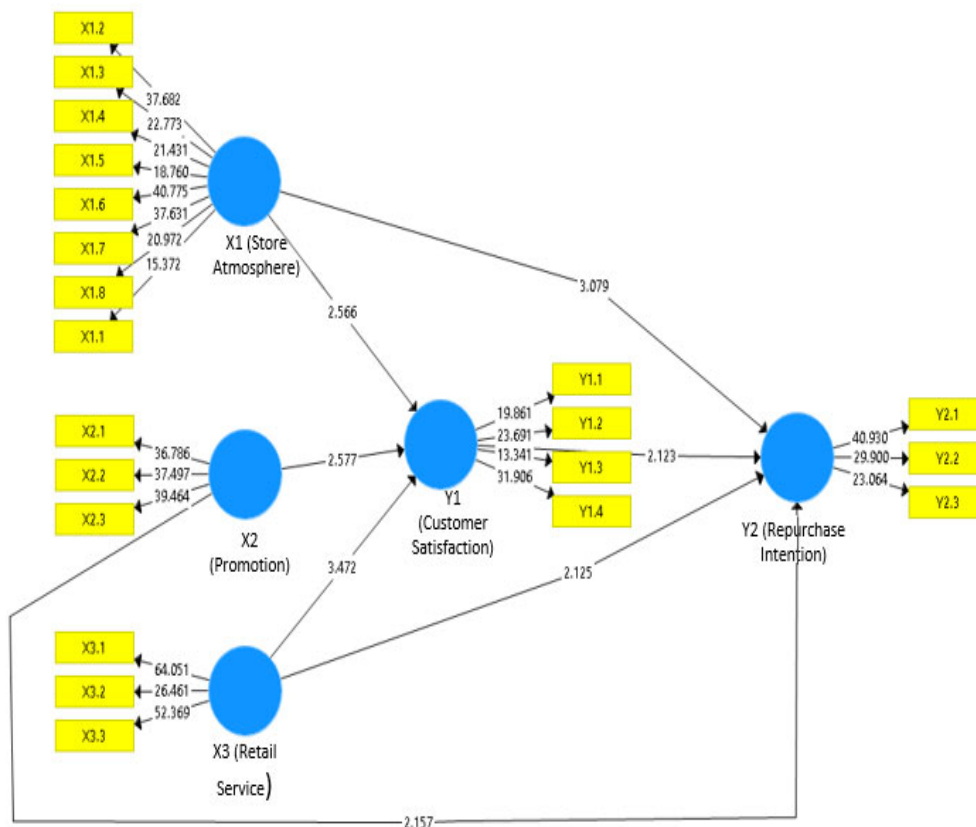 X1.2
X1.3
X1.4
X1.5
X1.6
X1.7
X1.8
X1.1
37.682
22.773
21.431
18.760
40.775
37.631
20.972
15.372
X1 (Store
Atmosphere)
3.079
2.566
X2.1
X2.2
X2.3
36.786
37.497
39.464
X2
(Promotion)
2.577
Y1
(Customer
Satisfaction)
19.861
23.691
13.341
31.906
Y1.1
Y1.2
Y1.3
Y1.4
2.123
Y2 (Repurchase
Intention)
40.930
29.900
23.064
Y2.1
Y2.2
Y2.3
3.472
2.125
X3.1
X3.2
X3.3
64.051
26.461
52.369
X3 (Retail
Service)
2.157